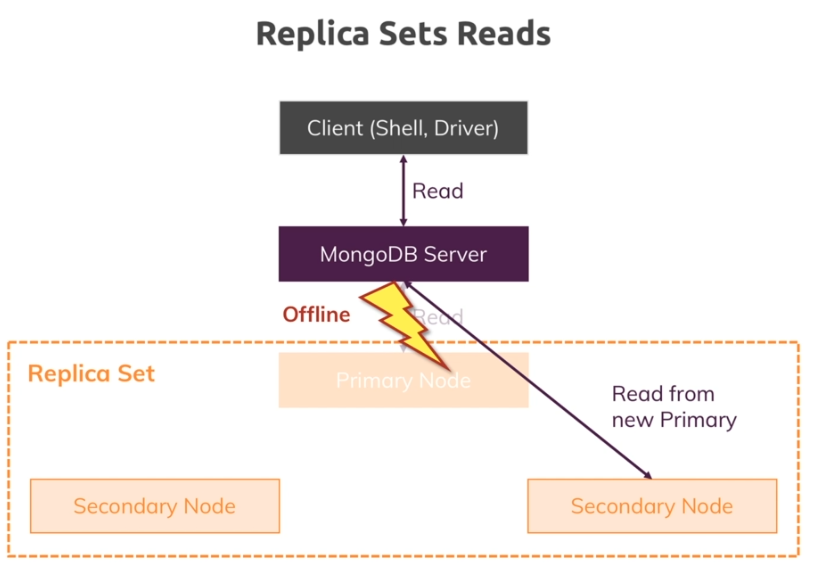 Replica Sets Reads
Client (Shell, Driver)
Read
MongoDB Server
Offline
Read
Replica Set
Primary Node
Read from
new Primary
Secondary Node
Secondary Node